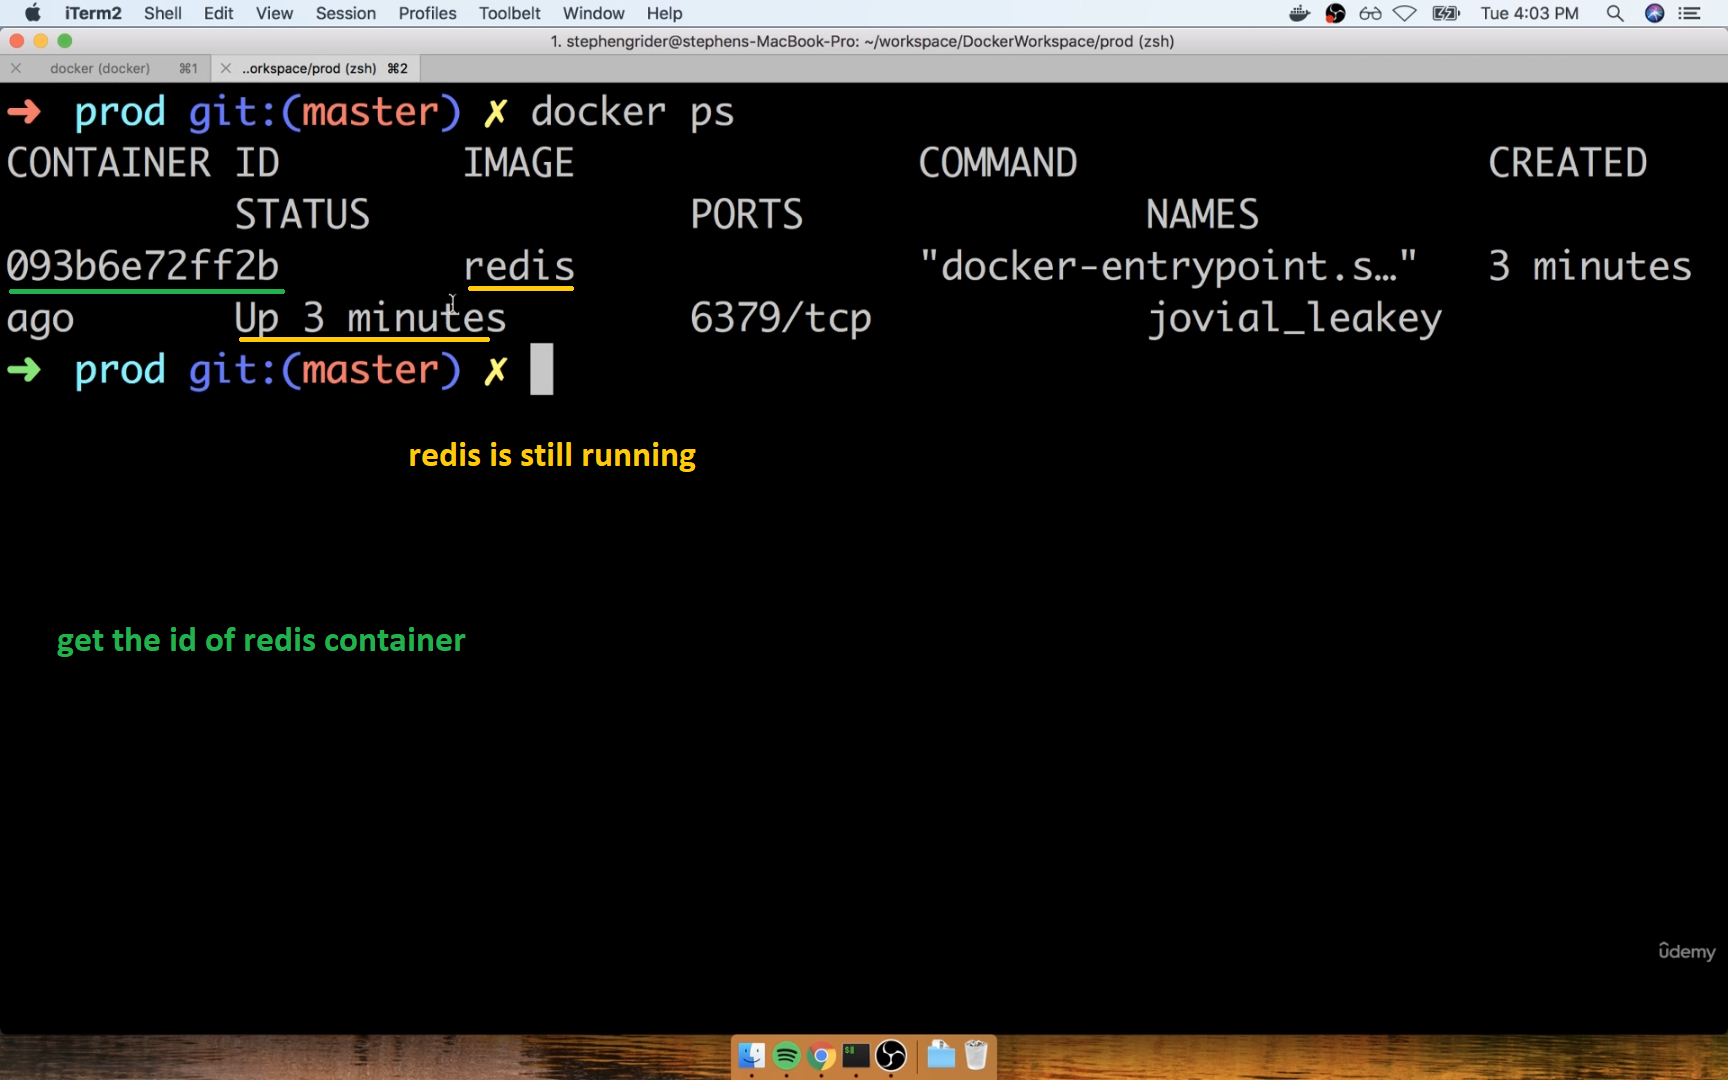 iTerm2 Shell Edit View Session Profiles Toolbelt Window Help Tue 4:03 PM
1. stephengrider@stephens-MacBook-Pro: ~/workspace/DockerWorkspace/prod (zsh)
× docker (docker) ⌘1 × ..orkspace/prod (zsh) ⌘2
➜ prod git:(master) ✗ docker ps
CONTAINER ID IMAGE COMMAND CREATED
STATUS PORTS NAMES
093b6e72ff2b redis "docker-entrypoint.s…" 3 minutes
ago Up 3 minutes 6379/tcp jovial_leakey
➜ prod git:(master) ✗
redis is still running
get the id of redis container
ûdemy